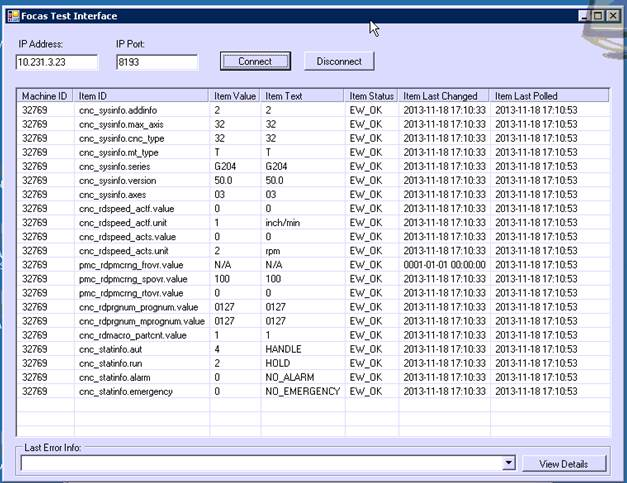 Focas Test Interface
IP Address: IP Port:
10.231.3.23 8193 Connect Disconnect
Machine ID Item ID Item Value Item Text Item Status Item Last Changed Item Last Polled
32769 cnc_sysinfo.addinfo 2 2 EW_OK 2013-11-18 17:10:33 2013-11-18 17:10:53
32769 cnc_sysinfo.max_axis 32 32 EW_OK 2013-11-18 17:10:33 2013-11-18 17:10:53
32769 cnc_sysinfo.cnc_type 32 32 EW_OK 2013-11-18 17:10:33 2013-11-18 17:10:53
32769 cnc_sysinfo.mt_type T T EW_OK 2013-11-18 17:10:33 2013-11-18 17:10:53
32769 cnc_sysinfo.series G204 G204 EW_OK 2013-11-18 17:10:33 2013-11-18 17:10:53
32769 cnc_sysinfo.version 50.0 50.0 EW_OK 2013-11-18 17:10:33 2013-11-18 17:10:53
32769 cnc_sysinfo.axes 03 03 EW_OK 2013-11-18 17:10:33 2013-11-18 17:10:53
32769 cnc_rdspeed_actf.value 0 0 EW_OK 2013-11-18 17:10:33 2013-11-18 17:10:53
32769 cnc_rdspeed_actf.unit 1 inch/min EW_OK 2013-11-18 17:10:33 2013-11-18 17:10:53
32769 cnc_rdspeed_acts.value 0 0 EW_OK 2013-11-18 17:10:33 2013-11-18 17:10:53
32769 cnc_rdspeed_acts.unit 2 rpm EW_OK 2013-11-18 17:10:33 2013-11-18 17:10:53
32769 pmc_rdpmcrng_frovr.value N/A N/A EW_OK 0001-01-01 00:00:00 2013-11-18 17:10:53
32769 pmc_rdpmcrng_spovr.value 100 100 EW_OK 2013-11-18 17:10:33 2013-11-18 17:10:53
32769 pmc_rdpmcrng_rtovr.value 0 0 EW_OK 2013-11-18 17:10:33 2013-11-18 17:10:53
32769 cnc_rdprgnum_prognum.value 0127 0127 EW_OK 2013-11-18 17:10:33 2013-11-18 17:10:53
32769 cnc_rdprgnum_mprognum.value 0127 0127 EW_OK 2013-11-18 17:10:33 2013-11-18 17:10:53
32769 cnc_rdmacro_partcnt.value 1 1 EW_OK 2013-11-18 17:10:33 2013-11-18 17:10:53
32769 cnc_statinfo.aut 4 HANDLE EW_OK 2013-11-18 17:10:33 2013-11-18 17:10:53
32769 cnc_statinfo.run 2 HOLD EW_OK 2013-11-18 17:10:33 2013-11-18 17:10:53
32769 cnc_statinfo.alarm 0 NO_ALARM EW_OK 2013-11-18 17:10:33 2013-11-18 17:10:53
32769 cnc_statinfo.emergency 0 NO_EMERGENCY EW_OK 2013-11-18 17:10:33 2013-11-18 17:10:53
Last Error Info:
View Details